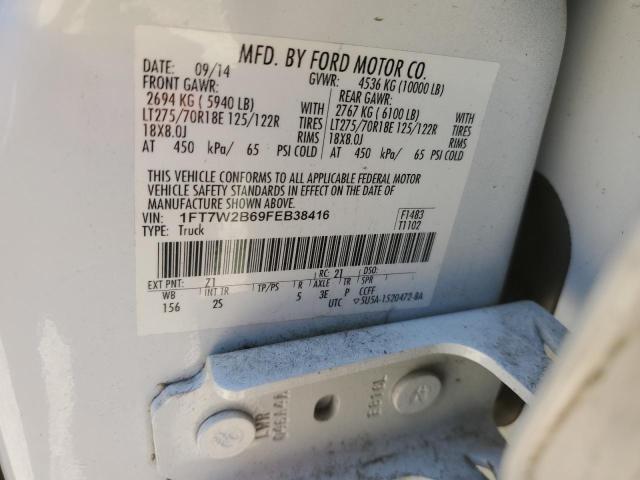 MFD. BY FORD MOTOR CO.
DATE: 09/14 GVWR: 4536 KG (10000 LB)
FRONT GAWR: REAR GAWR:
2694 KG ( 5940 LB) WITH 2767 KG ( 6100 LB) WITH
LT275/70R18E 125/122R TIRES LT275/70R18E 125/122R TIRES
18X8.0J RIMS 18X8.0J RIMS
AT 450 kPa/ 65 PSI COLD AT 450 kPa/ 65 PSI COLD
THIS VEHICLE CONFORMS TO ALL APPLICABLE FEDERAL MOTOR
VEHICLE SAFETY STANDARDS IN EFFECT ON THE DATE OF
MANUFACTURE SHOWN ABOVE.
VIN: 1FT7W2B69FEB38416 F1483
TYPE: Truck T1102
EXT PNT: Z1 RC: 21 DSO:
WB INT TR TP/PS R AXLE TR SPR
156 2S 5 3E P CCFF
UTC ▽5U5A-1520472-BA
LWR